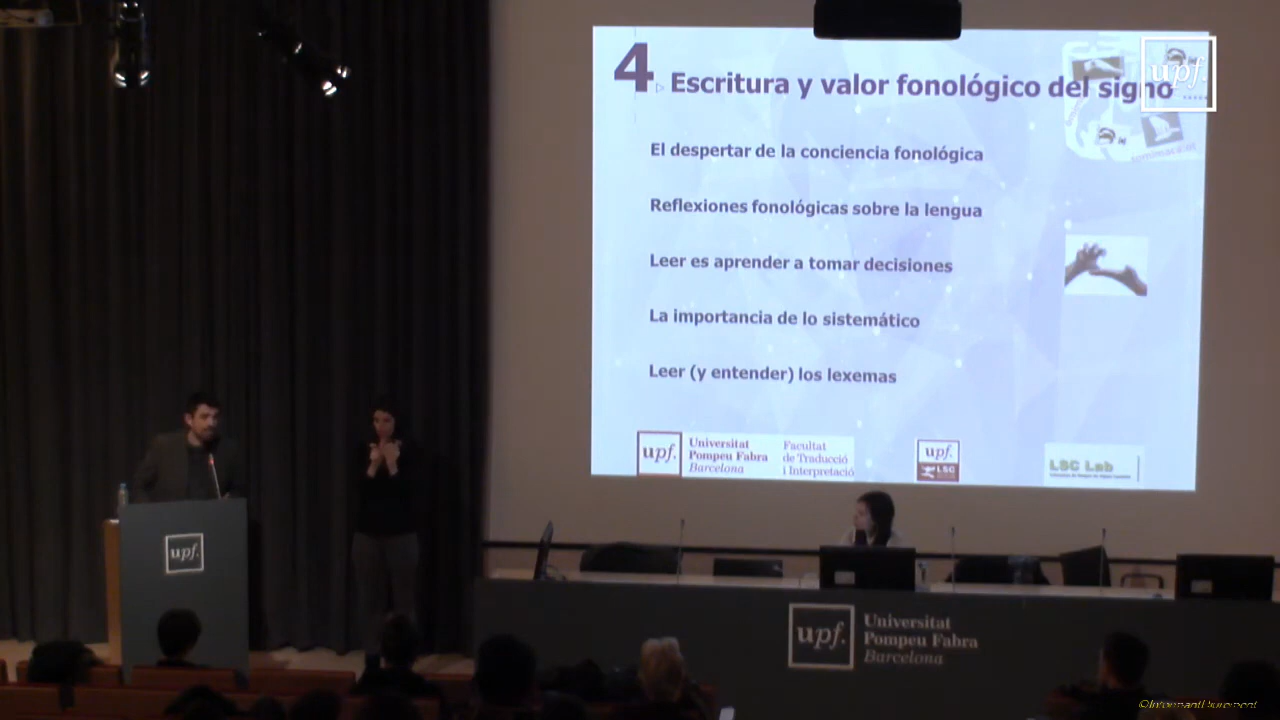 4 Escritura y valor fonológico del signo
upf.
El despertar de la conciencia fonológica
Reflexiones fonológicas sobre la lengua
Leer es aprender a tomar decisiones
La importancia de lo sistemático
Leer (y entender) los lexemas
upf.
Universitat
Pompeu Fabra
Barcelona
Facultat
de Traducció
i Interpretació
upf.
LSC
LSC Lab
upf.
upf.
Universitat
Pompeu Fabra
Barcelona